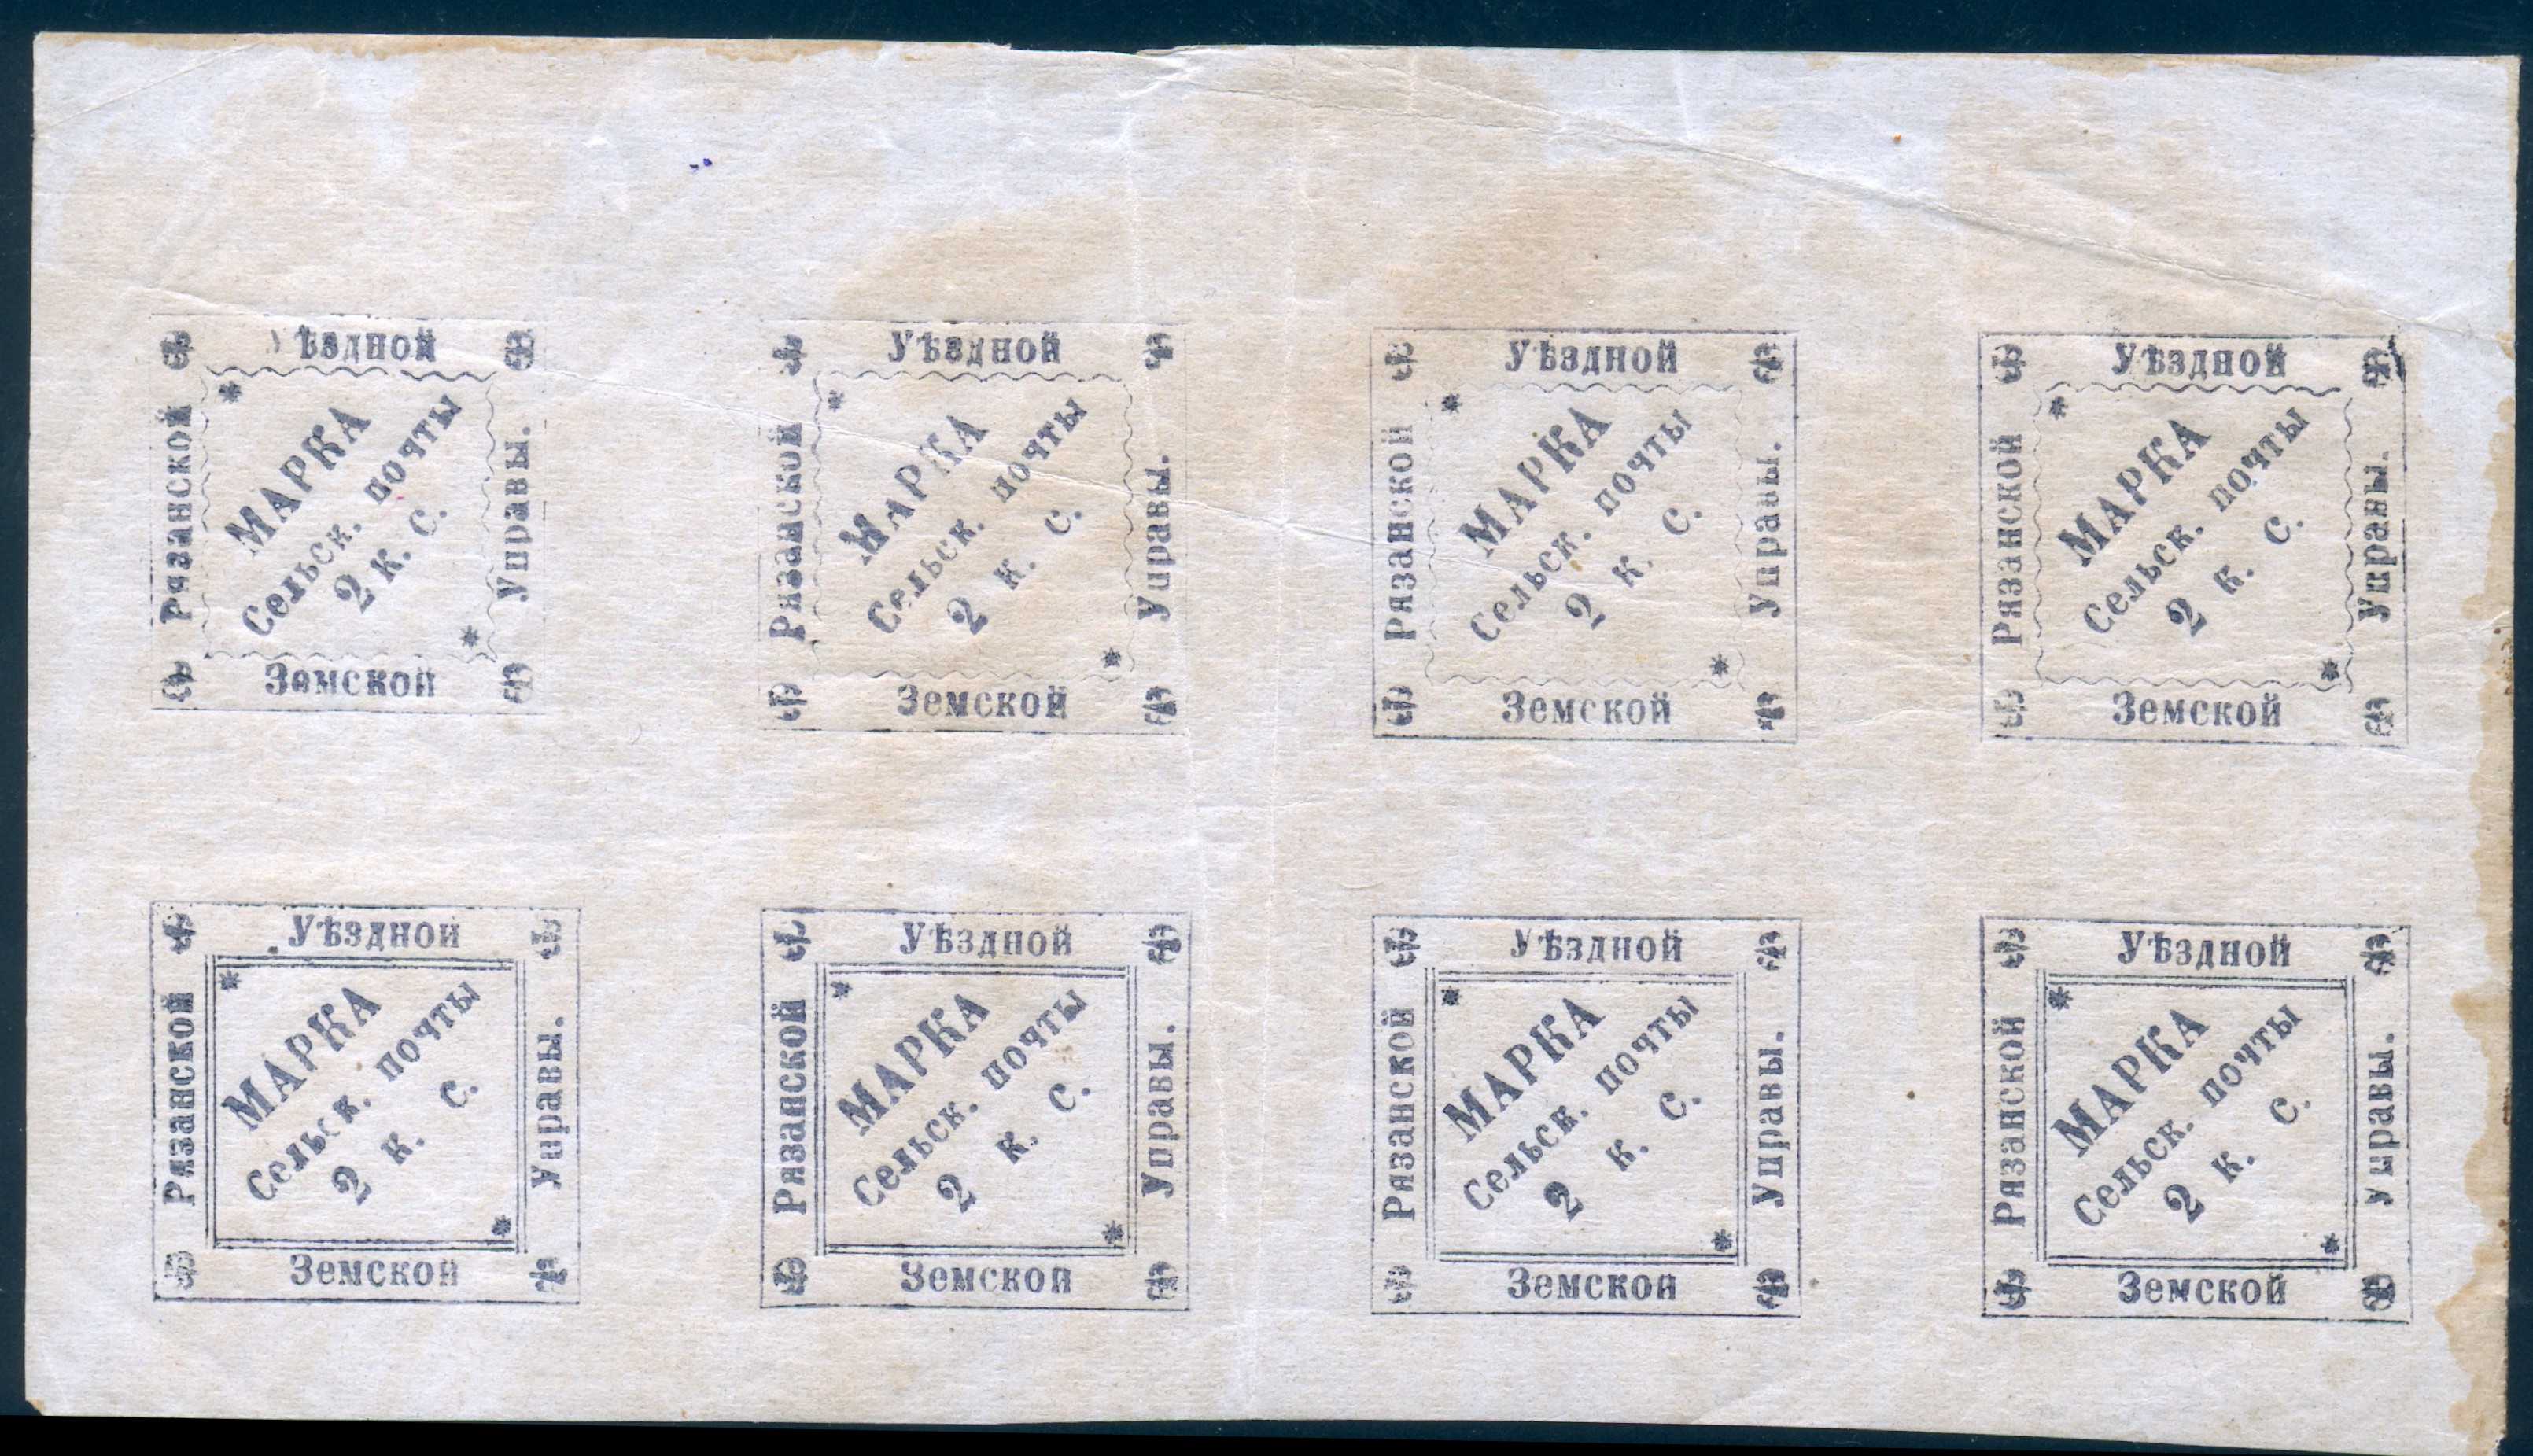 Уѣздной
Рязанской
МАРКА
Сельск. почты
2 к. с.
Управы.
Земской
Уѣздной
Рязанской
МАРКА
Сельск. почты
2 к. с.
Управы.
Земской
Уѣздной
Рязанской
МАРКА
Сельск. почты
2 к. с.
Управы.
Земской
Уѣздной
Рязанской
МАРКА
Сельск. почты
2 к. с.
Управы.
Земской
Уѣздной
Рязанской
МАРКА
Сельск. почты
2 к. с.
Управы.
Земской
Уѣздной
Рязанской
МАРКА
Сельск. почты
2 к. с.
Управы.
Земской
Уѣздной
Рязанской
МАРКА
Сельск. почты
2 к. с.
Управы.
Земской
Уѣздной
Рязанской
МАРКА
Сельск. почты
2 к. с.
Управы.
Земской